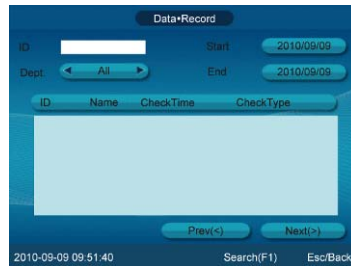 Data•Record
ID Start 2010/09/09
Dept. ◄ All ► End 2010/09/09
ID Name CheckTime CheckType
Prev(<) Next(>)
2010-09-09 09:51:40 Search(F1) Esc/Back